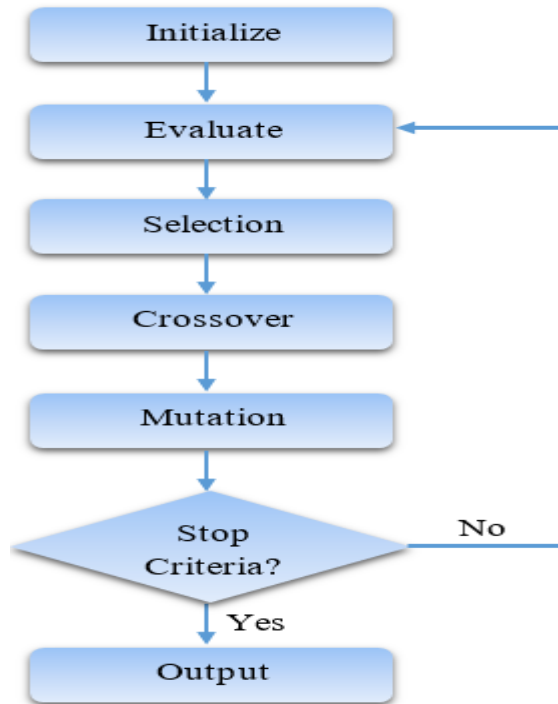 Initialize
Evaluate
Selection
Crossover
Mutation
Stop
Criteria?
No
Yes
Output